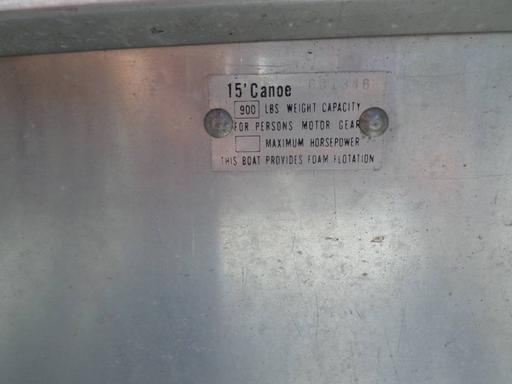 15' Canoe
900 LBS WEIGHT CAPACITY
FOR PERSONS MOTOR GEAR
MAXIMUM HORSEPOWER
THIS BOAT PROVIDES FOAM FLOTATION